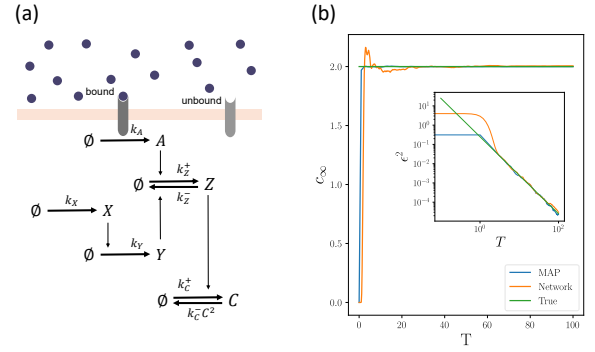 (a)
bound
unbound
∅ k_A A
∅ k_Z^+ k_Z^- Z
∅ k_X X
∅ k_Y Y
∅ k_C^+ k_C^- C^2 C
(b)
2.0
1.5
1.0
0.5
0.0
c_∞
0 20 40 60 80 100
T
10^1
10^0
10^-1
10^-2
10^-3
10^-4
ϵ^2
10^0 10^2
T
MAP
Network
True